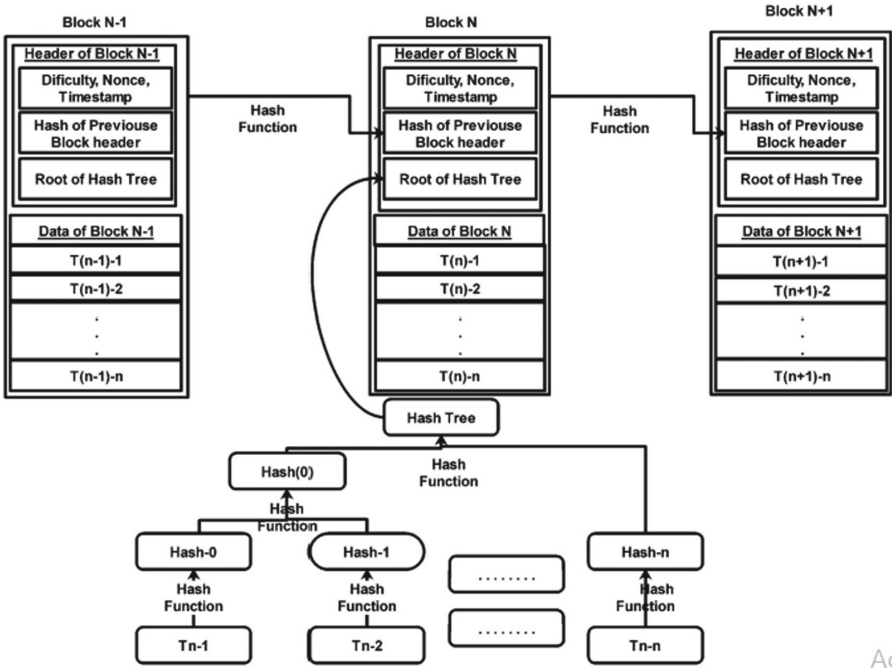 Block N-1
Block N
Block N+1
Header of Block N-1
Dificulty, Nonce,
Timestamp
Hash of Previouse
Block header
Root of Hash Tree
Data of Block N-1
T(n-1)-1
T(n-1)-2
.
.
.
T(n-1)-n
Hash
Function
Header of Block N
Dificulty, Nonce,
Timestamp
Hash of Previouse
Block header
Root of Hash Tree
Data of Block N
T(n)-1
T(n)-2
.
.
.
T(n)-n
Hash
Function
Header of Block N+1
Dificulty, Nonce,
Timestamp
Hash of Previouse
Block header
Root of Hash Tree
Data of Block N+1
T(n+1)-1
T(n+1)-2
.
.
.
T(n+1)-n
Hash Tree
Hash
Function
Hash(0)
Hash
Function
Hash-0
Hash-1
........
Hash-n
Hash
Function
Hash
Function
Hash
Function
Tn-1
Tn-2
........
Tn-n